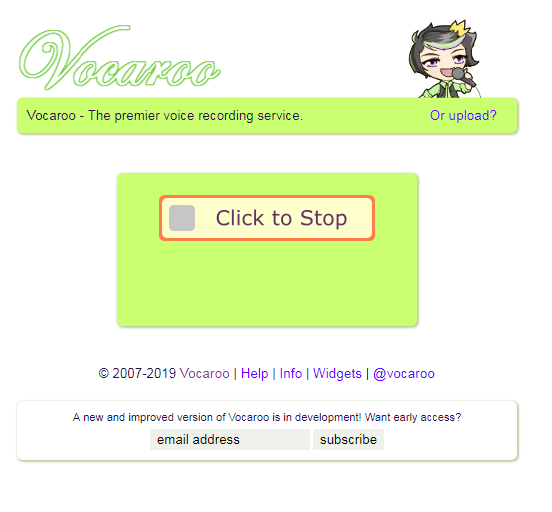 Vocaroo
Vocaroo - The premier voice recording service. Or upload?
Click to Stop
© 2007-2019 Vocaroo | Help | Info | Widgets | @vocaroo
A new and improved version of Vocaroo is in development! Want early access?
email address subscribe